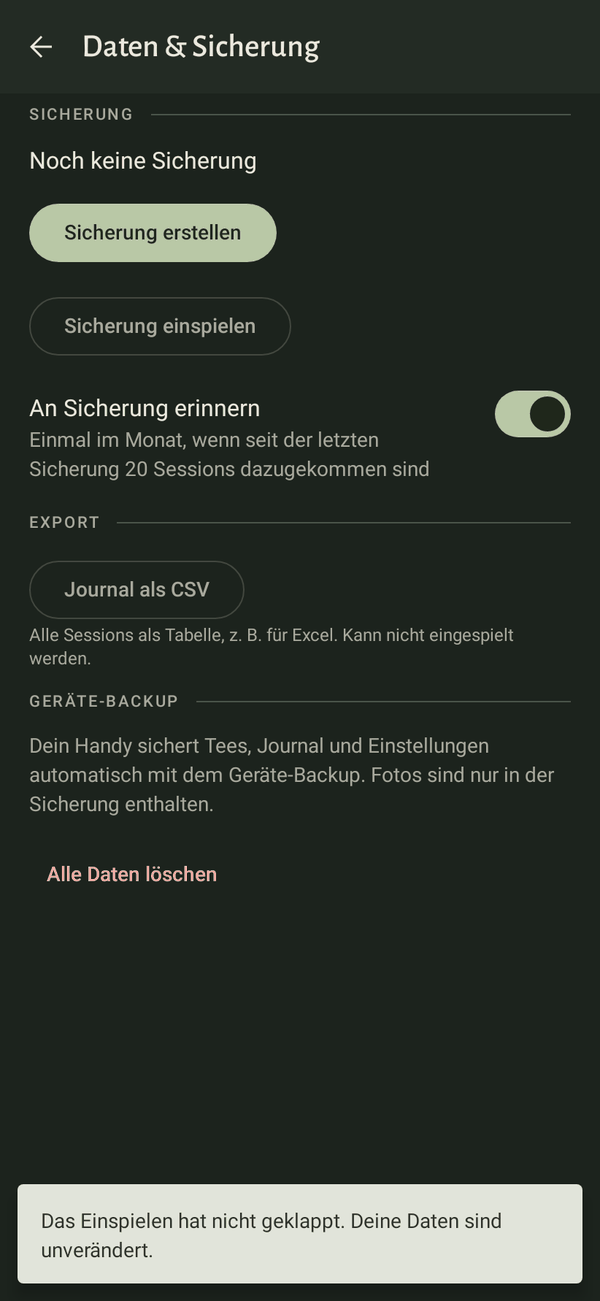 Daten & Sicherung
SICHERUNG
Noch keine Sicherung
Sicherung erstellen
Sicherung einspielen
An Sicherung erinnern
Einmal im Monat, wenn seit der letzten
Sicherung 20 Sessions dazugekommen sind
EXPORT
Journal als CSV
Alle Sessions als Tabelle, z. B. für Excel. Kann nicht eingespielt
werden.
GERÄTE-BACKUP
Dein Handy sichert Tees, Journal und Einstellungen
automatisch mit dem Geräte-Backup. Fotos sind nur in der
Sicherung enthalten.
Alle Daten löschen
Das Einspielen hat nicht geklappt. Deine Daten sind
unverändert.